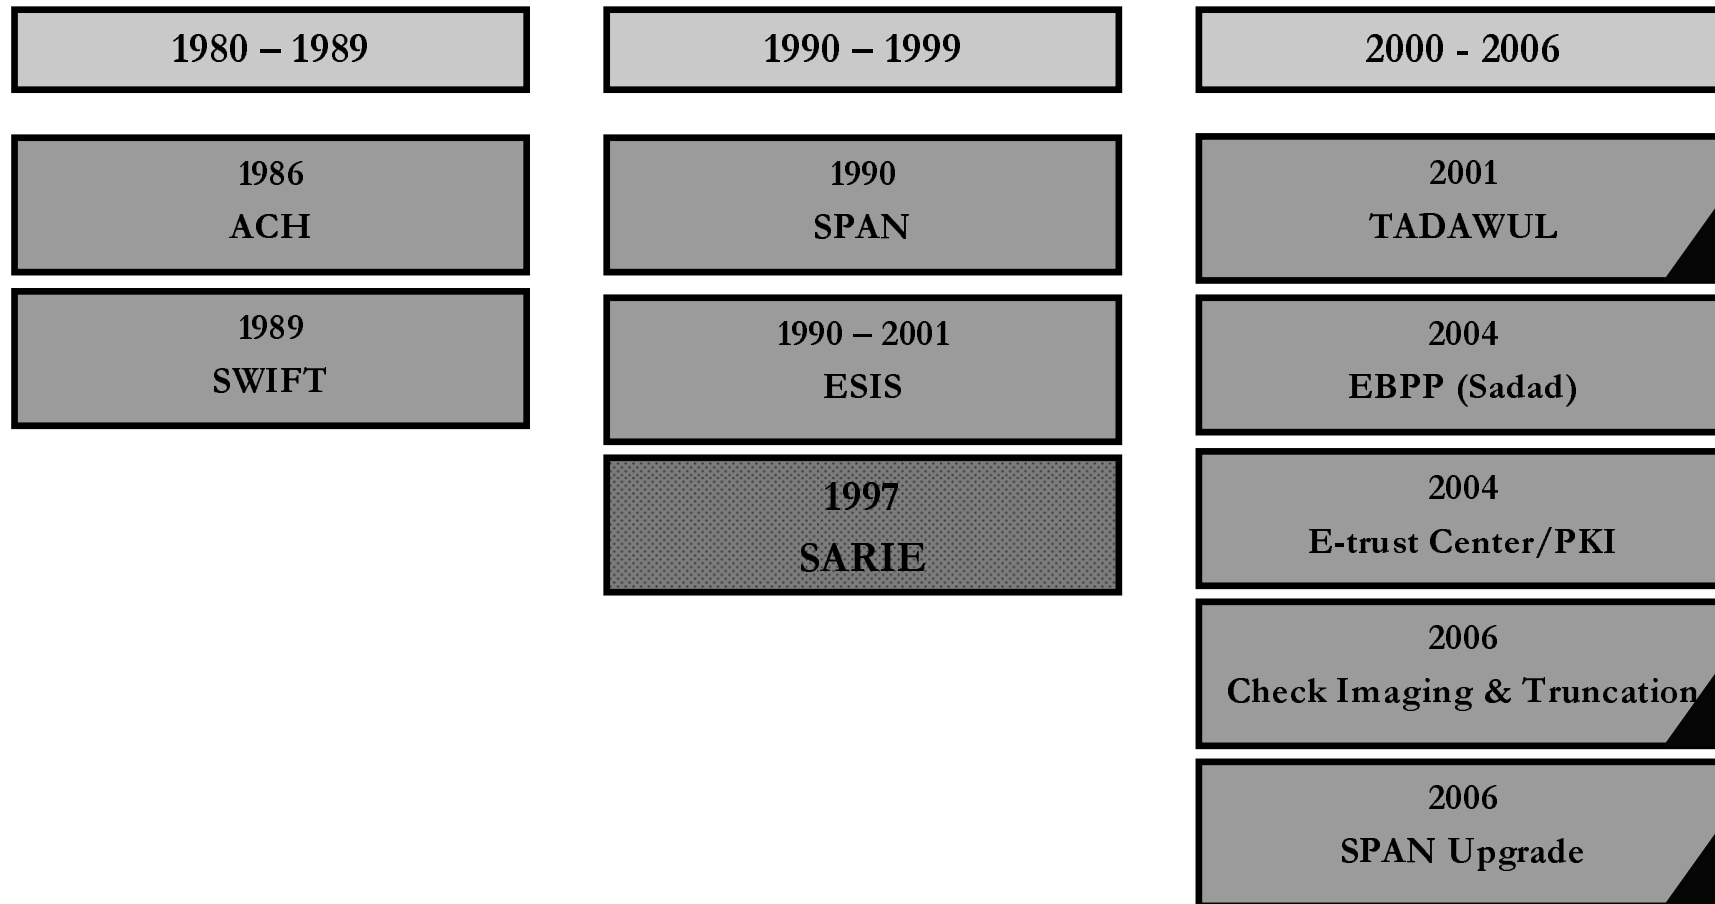 1980 – 1989
1986
ACH
1989
SWIFT
1990 – 1999
1990
SPAN
1990 – 2001
ESIS
1997
SARIE
2000 - 2006
2001
TADAWUL
2004
EBPP (Sadad)
2004
E-trust Center/PKI
2006
Check Imaging & Truncation
2006
SPAN Upgrade